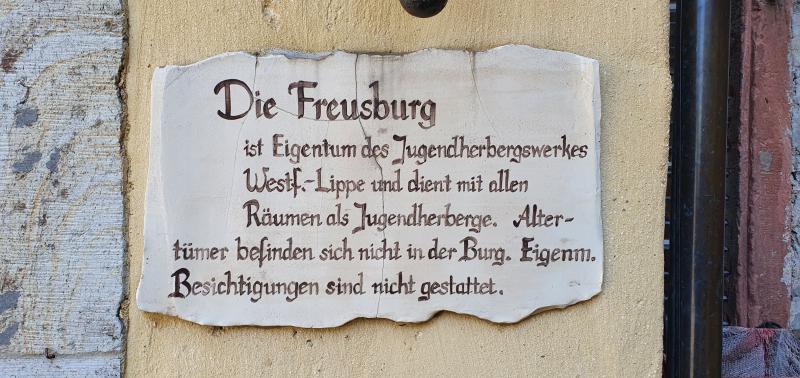 Die Freusburg
ist Eigentum des Jugendherbergswerkes
Westf.-Lippe und dient mit allen
Räumen als Jugendherberge. Alter-
tümer befinden sich nicht in der Burg. Eigenm.
Besichtigungen sind nicht gestattet.